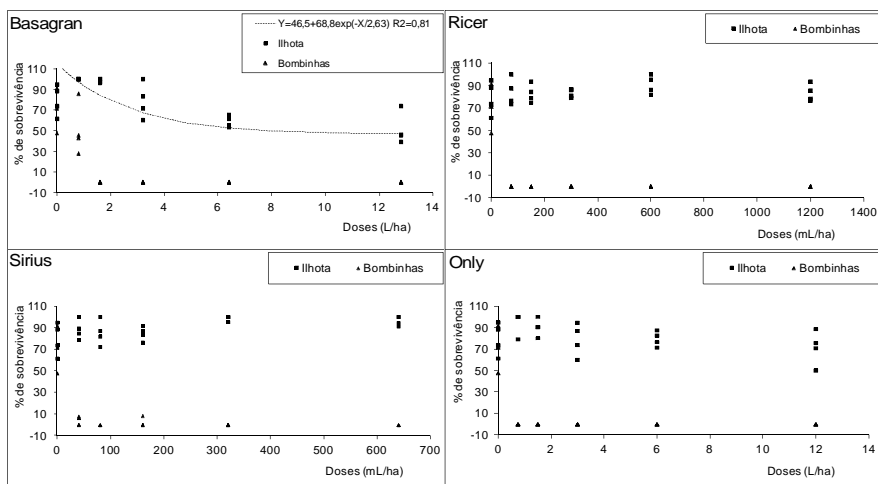 Basagran
Y=46,5+68,8exp(-X/2,63) R2=0,81
Ilhota
Bombinhas
% de sobrevivência
110
90
70
50
30
10
-10
0 2 4 6 8 10 12 14
Doses (L/ha)
Ricer
Ilhota Bombinhas
% de sobrevivência
110
90
70
50
30
10
-10
0 200 400 600 800 1000 1200 1400
Doses (mL/ha)
Sirius
Ilhota Bombinhas
% de sobrevivência
110
90
70
50
30
10
-10
0 100 200 300 400 500 600 700
Doses (mL/ha)
Only
Ilhota Bombinhas
% de sobrevivência
110
90
70
50
30
10
-10
0 2 4 6 8 10 12 14
Doses (L/ha)